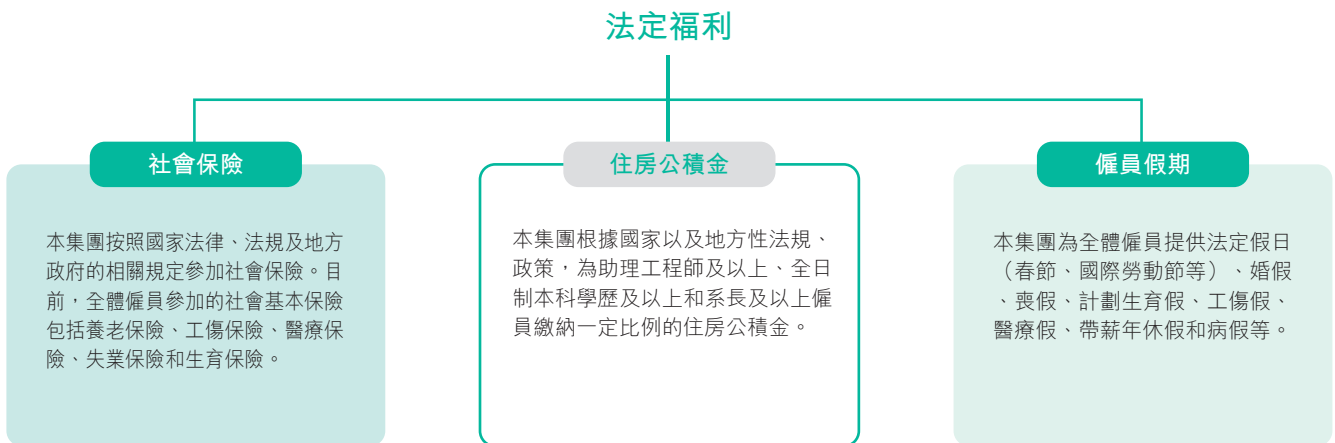 法定福利
社會保險
本集團按照國家法律、法規及地方
政府的相關規定參加社會保險。目
前，全體僱員參加的社會基本保險
包括養老保險、工傷保險、醫療保
險、失業保險和生育保險。
住房公積金
本集團根據國家以及地方性法規、
政策，為助理工程師及以上、全日
制本科學歷及以上和系長及以上僱
員繳納一定比例的住房公積金。
僱員假期
本集團為全體僱員提供法定假日
（春節、國際勞動節等）、婚假
、喪假、計劃生育假、工傷假、
醫療假、帶薪年休假和病假等。